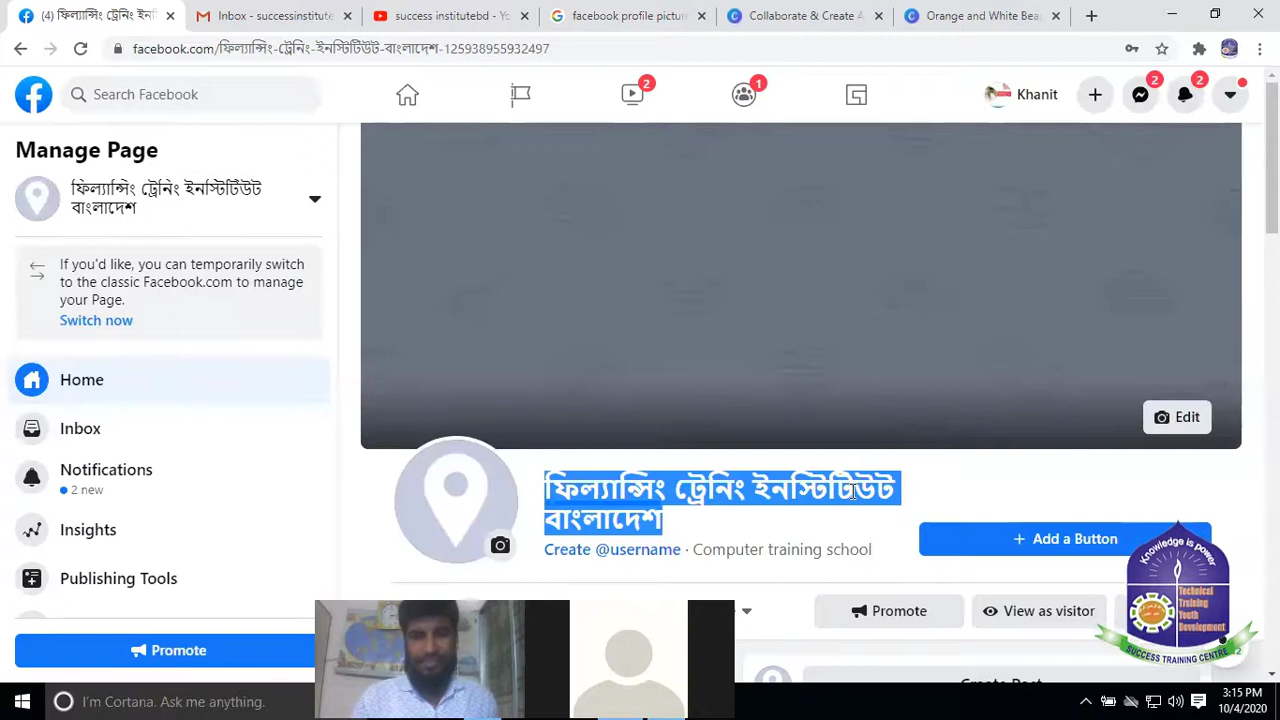 (4) ফিল্যান্সিং ট্রেনিং ইনস্টি
Inbox - successinstitute
success institutebd - Yo
facebook profile pictur
Collaborate & Create A
Orange and White Bea
facebook.com/ফিল্যান্সিং-ট্রেনিং-ইনস্টিটিউট-বাংলাদেশ-125938955932497
Search Facebook
2
1
Khanit
2
2
Manage Page
ফিল্যান্সিং ট্রেনিং ইনস্টিটিউট
বাংলাদেশ
If you'd like, you can temporarily switch
to the classic Facebook.com to manage
your Page.
Switch now
Home
Inbox
Notifications
2 new
Insights
Publishing Tools
Promote
Edit
ফিল্যান্সিং ট্রেনিং ইনস্টিটিউট
বাংলাদেশ
Create @username · Computer training school
+ Add a Button
Promote
View as visitor
Create Post
Knowledge is power
Technical
Training
Youth
Development
SUCCESS TRAINING CENTRE
I'm Cortana. Ask me anything.
3:15 PM
10/4/2020